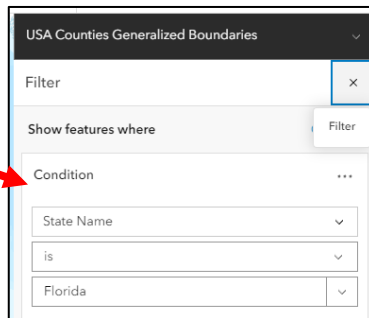 USA Counties Generalized Boundaries
Filter
Filter
Show features where
Condition
State Name
is
Florida